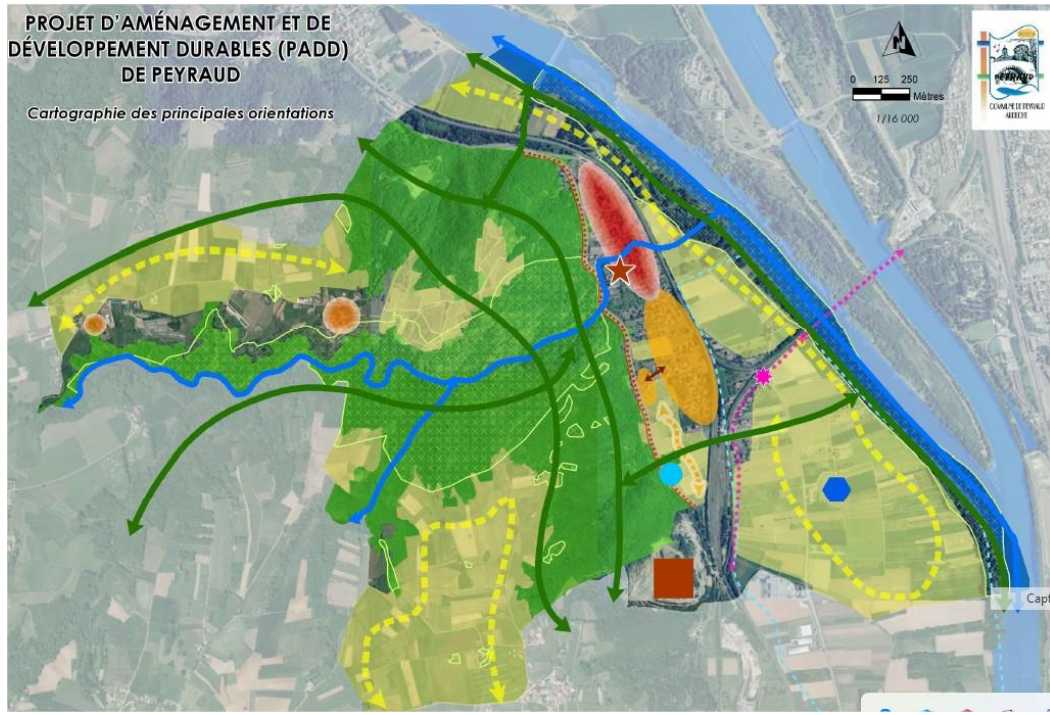 PROJET D'AMÉNAGEMENT ET DE
DÉVELOPPEMENT DURABLES (PADD)
DE PEYRAUD
Cartographie des principales orientations
N
0 125 250
Mètres
1/16 000
PEYRAUD
COMMUNE DE PEYRAUD
ARDECHE
Capt